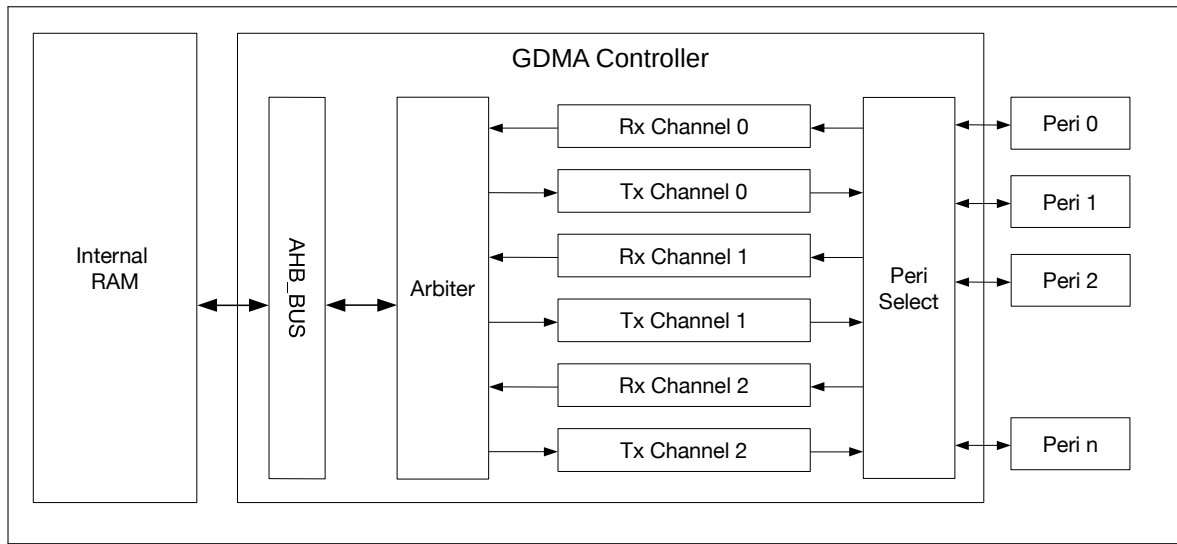 GDMA Controller
Internal
RAM
AHB_BUS
Arbiter
Rx Channel 0
Tx Channel 0
Rx Channel 1
Tx Channel 1
Rx Channel 2
Tx Channel 2
Peri
Select
Peri 0
Peri 1
Peri 2
Peri n